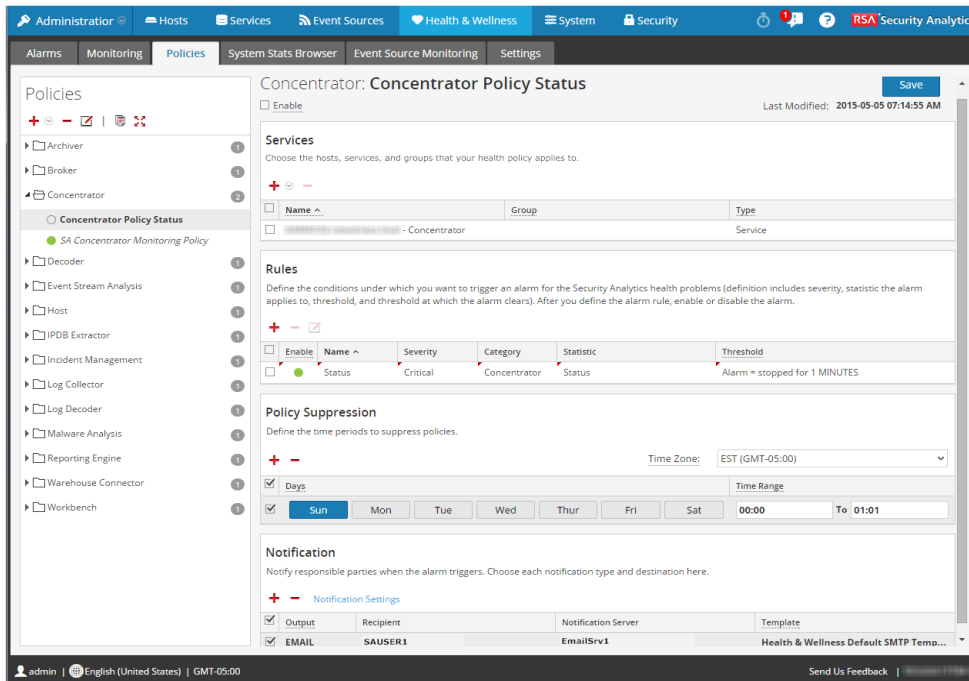 Administrator Hosts Services Event Sources Health & Wellness System Security 1 ? RSA Security Analytic
Alarms Monitoring Policies System Stats Browser Event Source Monitoring Settings
Policies
Archiver 1
Broker 1
Concentrator 2
Concentrator Policy Status
SA Concentrator Monitoring Policy
Decoder 1
Event Stream Analysis 1
Host 1
IPDB Extractor 1
Incident Management 1
Log Collector 1
Log Decoder 1
Malware Analysis 1
Reporting Engine 1
Warehouse Connector 1
Workbench 1
Concentrator: Concentrator Policy Status Save
Enable Last Modified: 2015-05-05 07:14:55 AM
Services
Choose the hosts, services, and groups that your health policy applies to.
Name Group Type
- Concentrator Service
Rules
Define the conditions under which you want to trigger an alarm for the Security Analytics health problems (definition includes severity, statistic the alarm
applies to, threshold, and threshold at which the alarm clears). After you define the alarm rule, enable or disable the alarm.
Enable Name Severity Category Statistic Threshold
Status Critical Concentrator Status Alarm = stopped for 1 MINUTES
Policy Suppression
Define the time periods to suppress policies.
Time Zone: EST (GMT-05:00)
Days Time Range
Sun Mon Tue Wed Thur Fri Sat 00:00 To 01:01
Notification
Notify responsible parties when the alarm triggers. Choose each notification type and destination here.
Notification Settings
Output Recipient Notification Server Template
EMAIL SAUSER1 EmailSrv1 Health & Wellness Default SMTP Temp...
admin | English (United States) | GMT-05:00 Send Us Feedback |